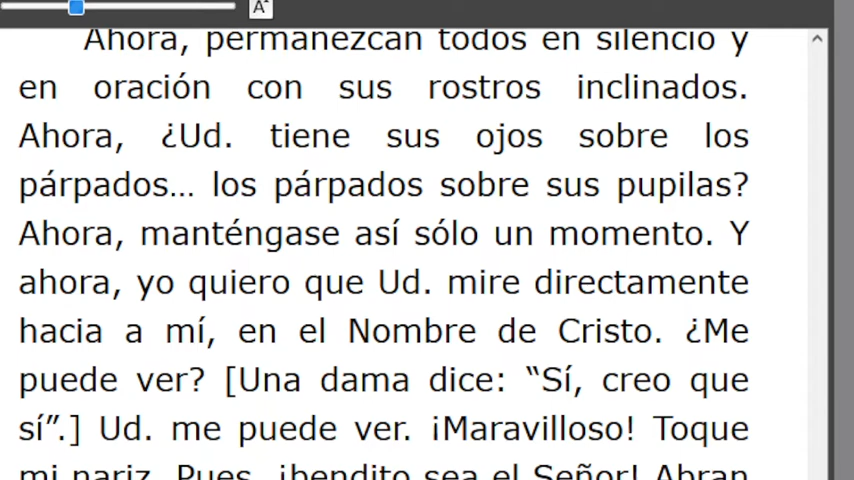 A
Ahora, permanezcan todos en silencio y
en oración con sus rostros inclinados.
Ahora, ¿Ud. tiene sus ojos sobre los
párpados... los párpados sobre sus pupilas?
Ahora, manténgase así sólo un momento. Y
ahora, yo quiero que Ud. mire directamente
hacia a mí, en el Nombre de Cristo. ¿Me
puede ver? [Una dama dice: “Sí, creo que
sí”.] Ud. me puede ver. ¡Maravilloso! Toque
mi nariz. Pues, ¡bendito sea el Señor! Abran